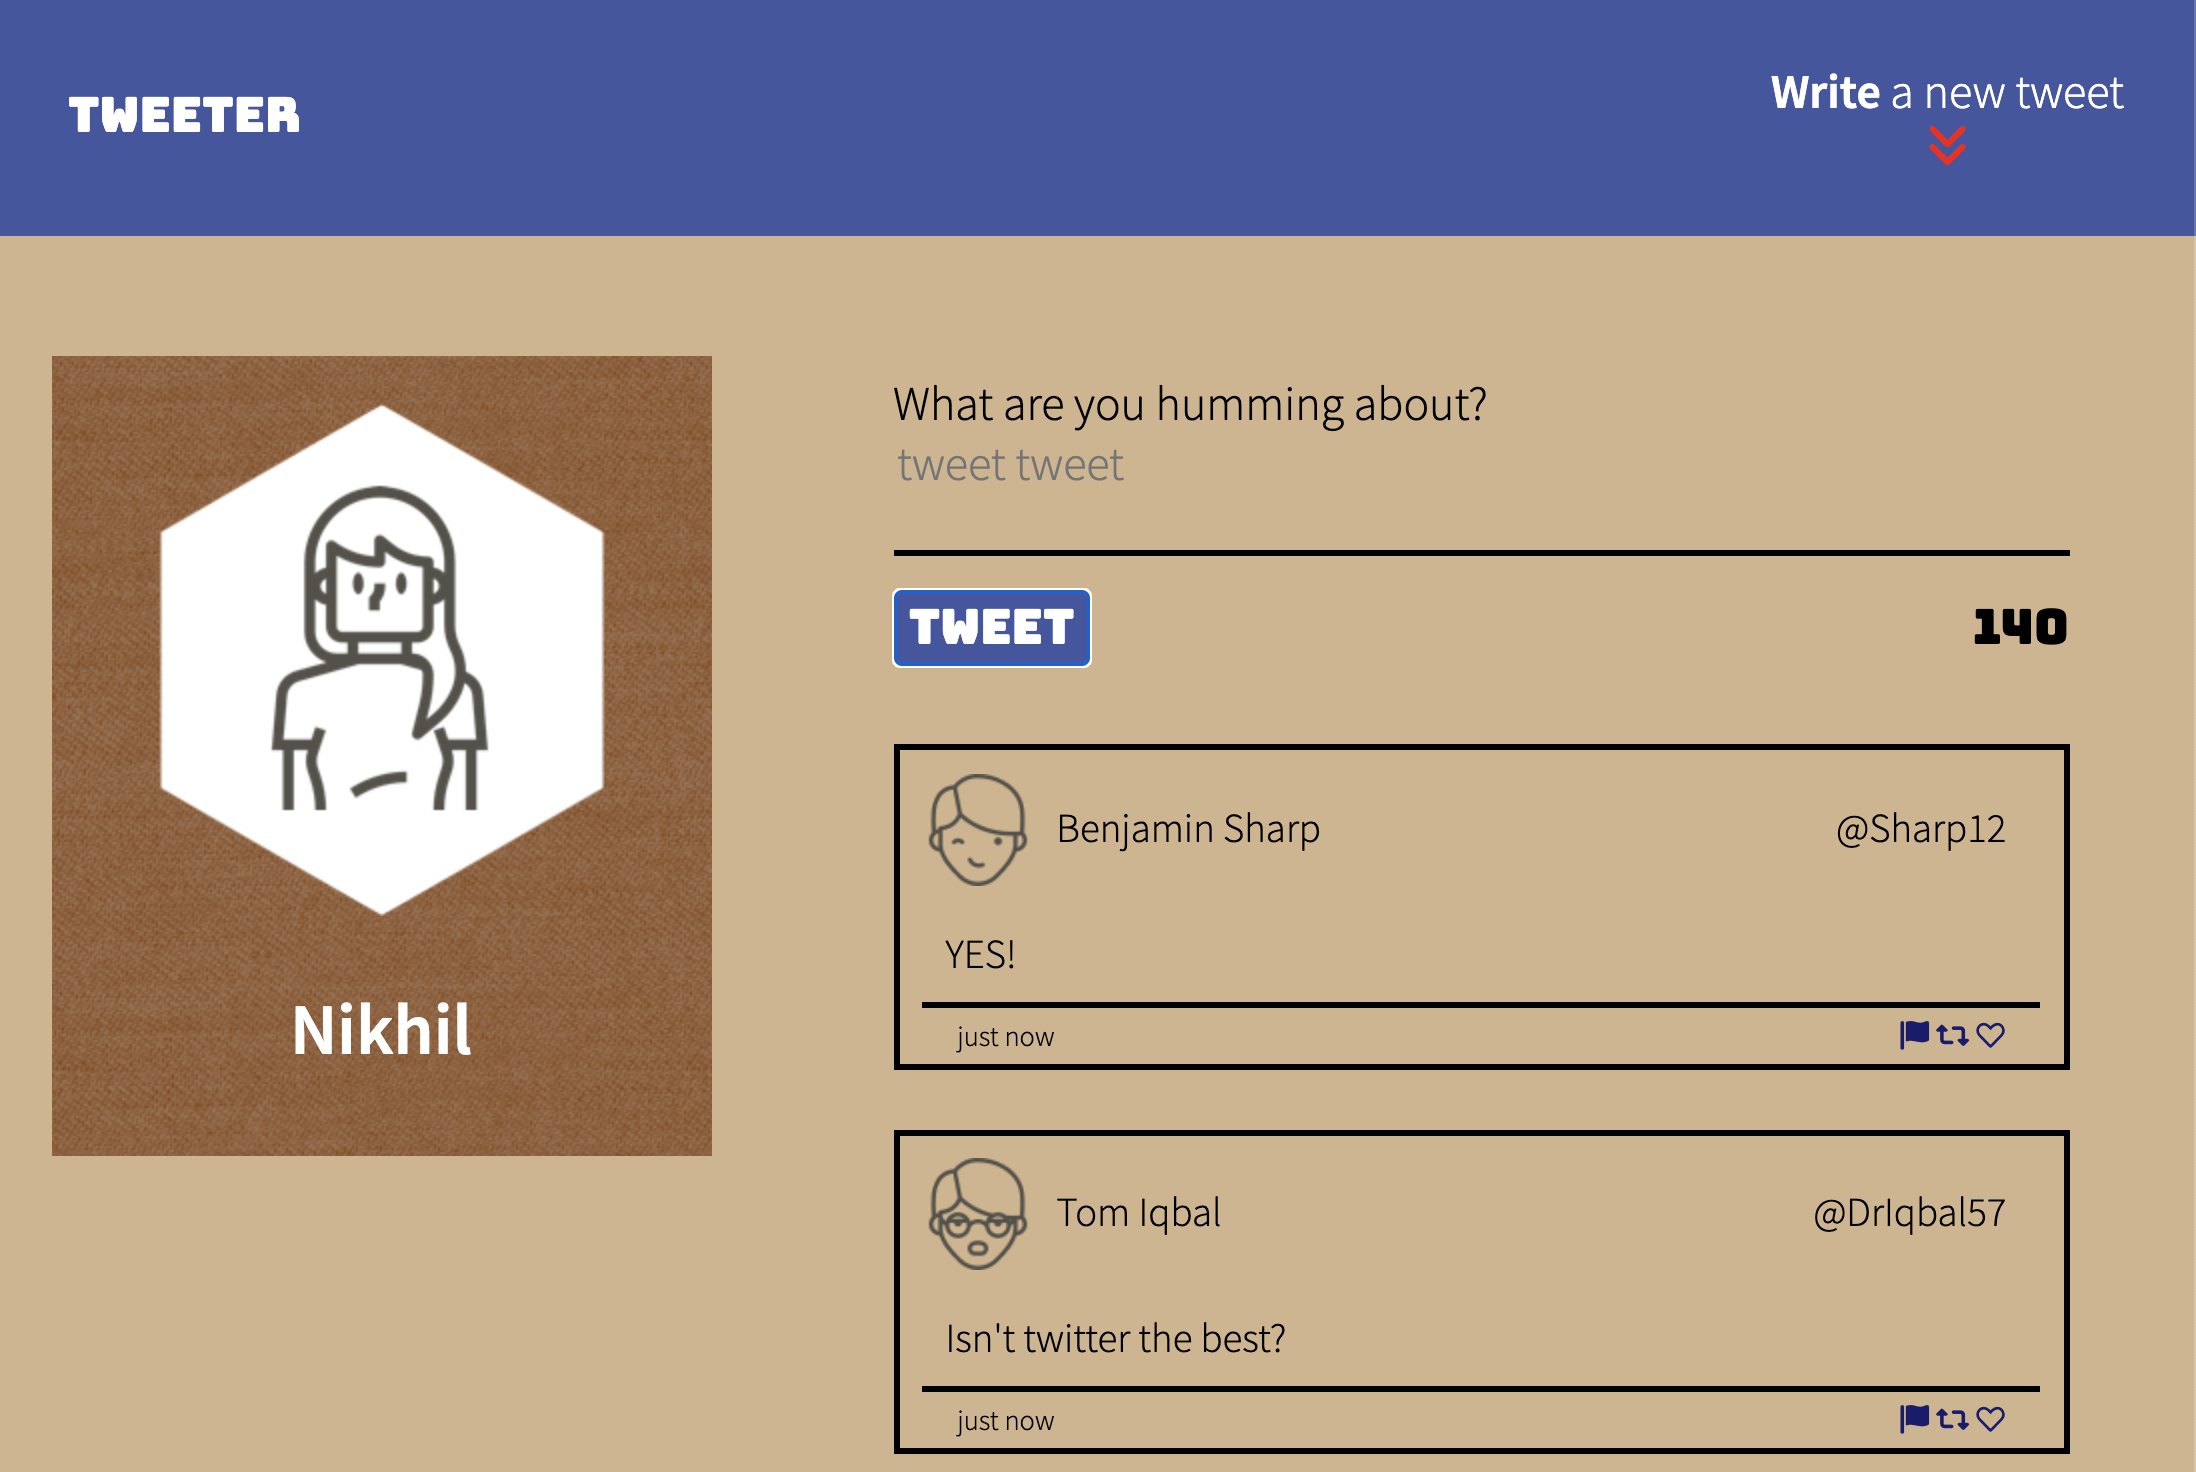 TWEETER
Write a new tweet
Nikhil
What are you humming about?
tweet tweet
TWEET
140
Benjamin Sharp
@Sharp12
YES!
just now
Tom Iqbal
@DrIqbal57
Isn't twitter the best?
just now